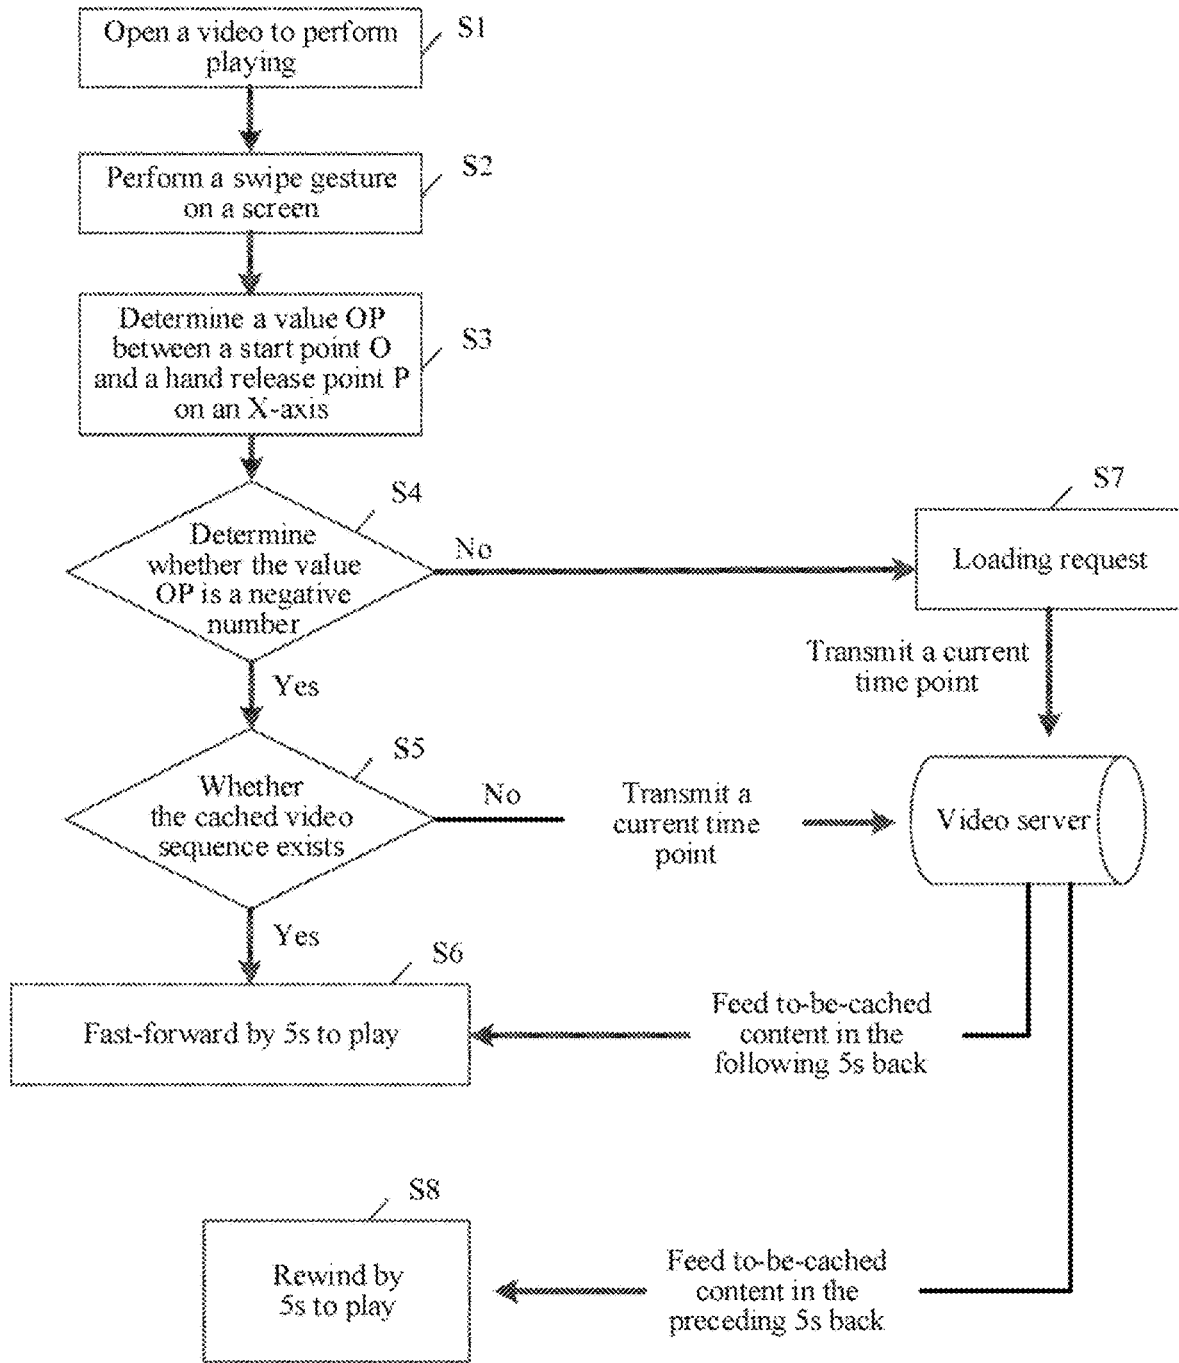 Open a video to perform
playing
S1
Perform a swipe gesture
on a screen
S2
Determine a value OP
between a start point O
and a hand release point P
on an X-axis
S3
S4
Determine
whether the value
OP is a negative
number
No
Yes
S7
Loading request
Transmit a current
time point
S5
Whether
the cached video
sequence exists
No
Transmit a
current time
point
Video server
Yes
S6
Fast-forward by 5s to play
Feed to-be-cached
content in the
following 5s back
S8
Rewind by
5s to play
Feed to-be-cached
content in the
preceding 5s back